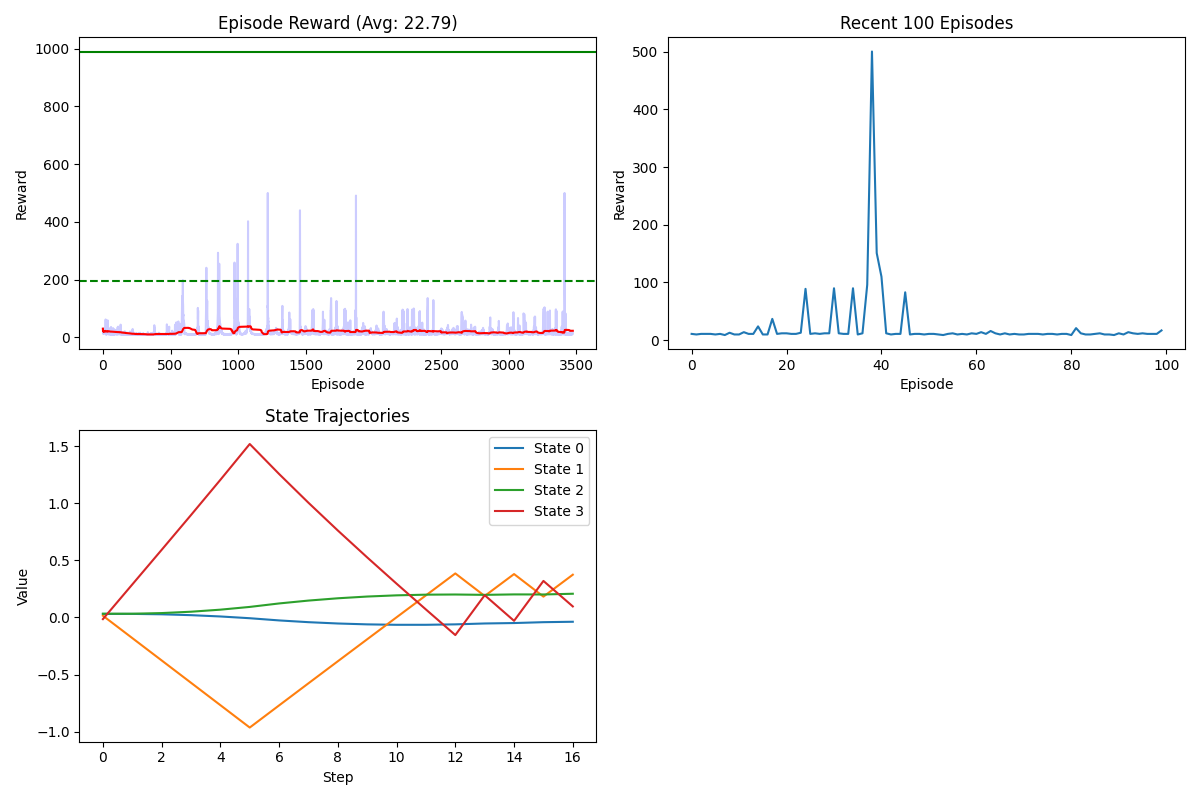 Episode Reward (Avg: 22.79)
Reward
1000
800
600
400
200
0
0 500 1000 1500 2000 2500 3000 3500
Episode
Recent 100 Episodes
Reward
500
400
300
200
100
0
0 20 40 60 80 100
Episode
State Trajectories
Value
1.5
1.0
0.5
0.0
−0.5
−1.0
State 0
State 1
State 2
State 3
0 2 4 6 8 10 12 14 16
Step